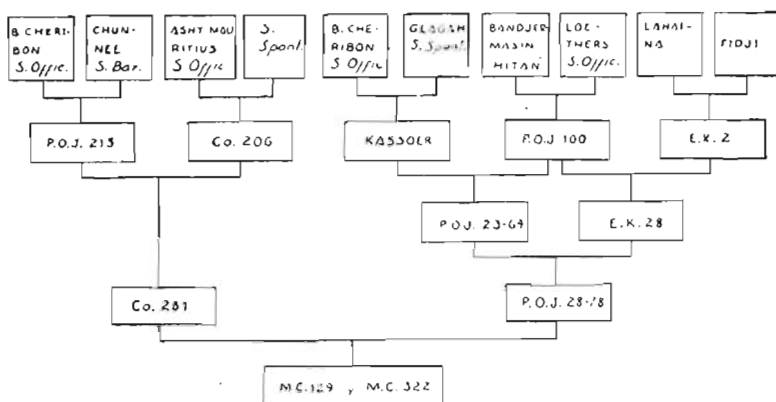 B. CHERI-
BON
S. Offic.
CHUN-
NEE
S. Bar.
ASHY MAU
RITIUS
S Offic
S.
Spont.
B. CHE-
RIBON
S Offic
GLAGAH
S. Spont.
BANDJER-
MASIN
HITAN
LOE-
THERS
S. Offic.
LAHAI-
NA
FIDJI
P.O.J. 213
Co. 206
KASSOER
P.O.J 100
E.K. 2
P.O.J. 23-64
E.K. 28
Co. 281
P.O.J. 28-78
M.C. 129 y M.C. 322